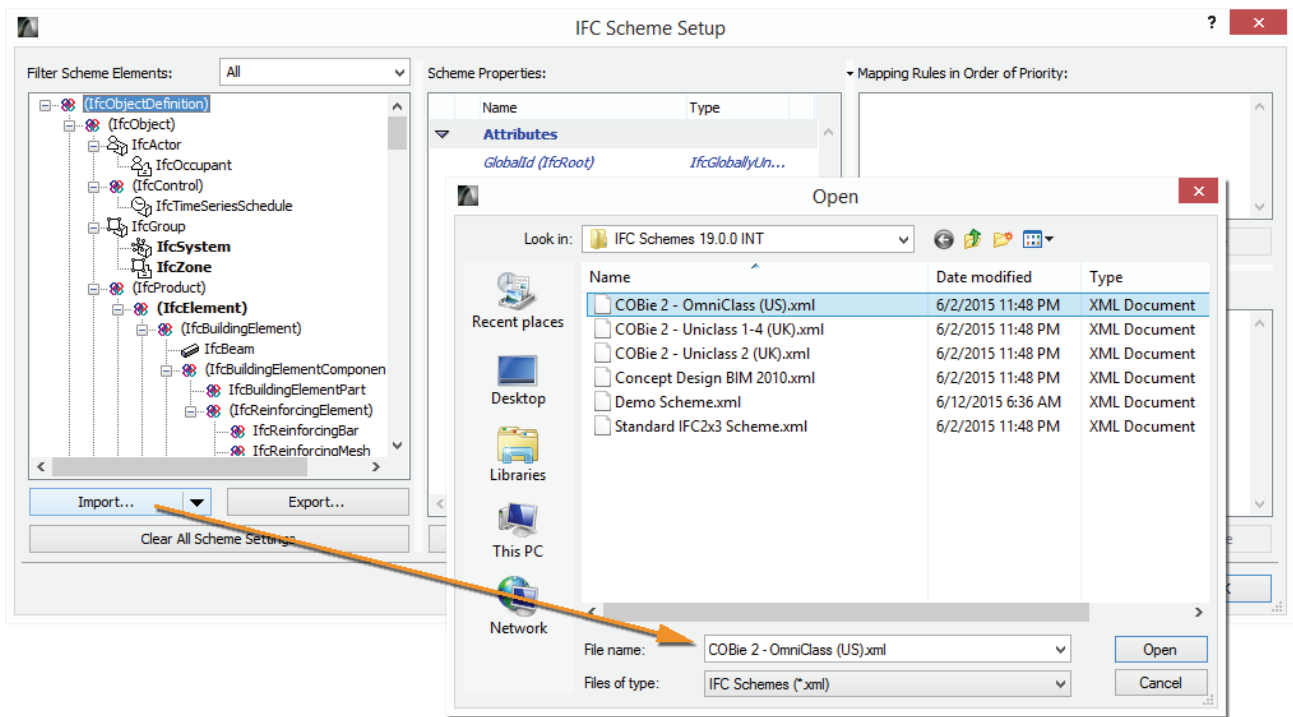 IFC Scheme Setup
?
Filter Scheme Elements:
All
Scheme Properties:
Mapping Rules in Order of Priority:
(IfcObjectDefinition)
(IfcObject)
IfcActor
IfcOccupant
(IfcControl)
IfcTimeSeriesSchedule
IfcGroup
IfcSystem
IfcZone
(IfcProduct)
(IfcElement)
(IfcBuildingElement)
IfcBeam
(IfcBuildingElementComponen
IfcBuildingElementPart
(IfcReinforcingElement)
IfcReinforcingBar
IfcReinforcingMesh
Import...
Export...
Clear All Scheme Settings
Name Type
Attributes
GlobalId (IfcRoot) IfcGloballyUn...
Open
Look in:
IFC Schemes 19.0.0 INT
Recent places
Desktop
Libraries
This PC
Network
Name Date modified Type
COBie 2 - OmniClass (US).xml 6/2/2015 11:48 PM XML Document
COBie 2 - Uniclass 1-4 (UK).xml 6/2/2015 11:48 PM XML Document
COBie 2 - Uniclass 2 (UK).xml 6/2/2015 11:48 PM XML Document
Concept Design BIM 2010.xml 6/2/2015 11:48 PM XML Document
Demo Scheme.xml 6/12/2015 6:36 AM XML Document
Standard IFC2x3 Scheme.xml 6/2/2015 11:48 PM XML Document
File name:
COBie 2 - OmniClass (US).xml
Open
Files of type:
IFC Schemes (*.xml)
Cancel